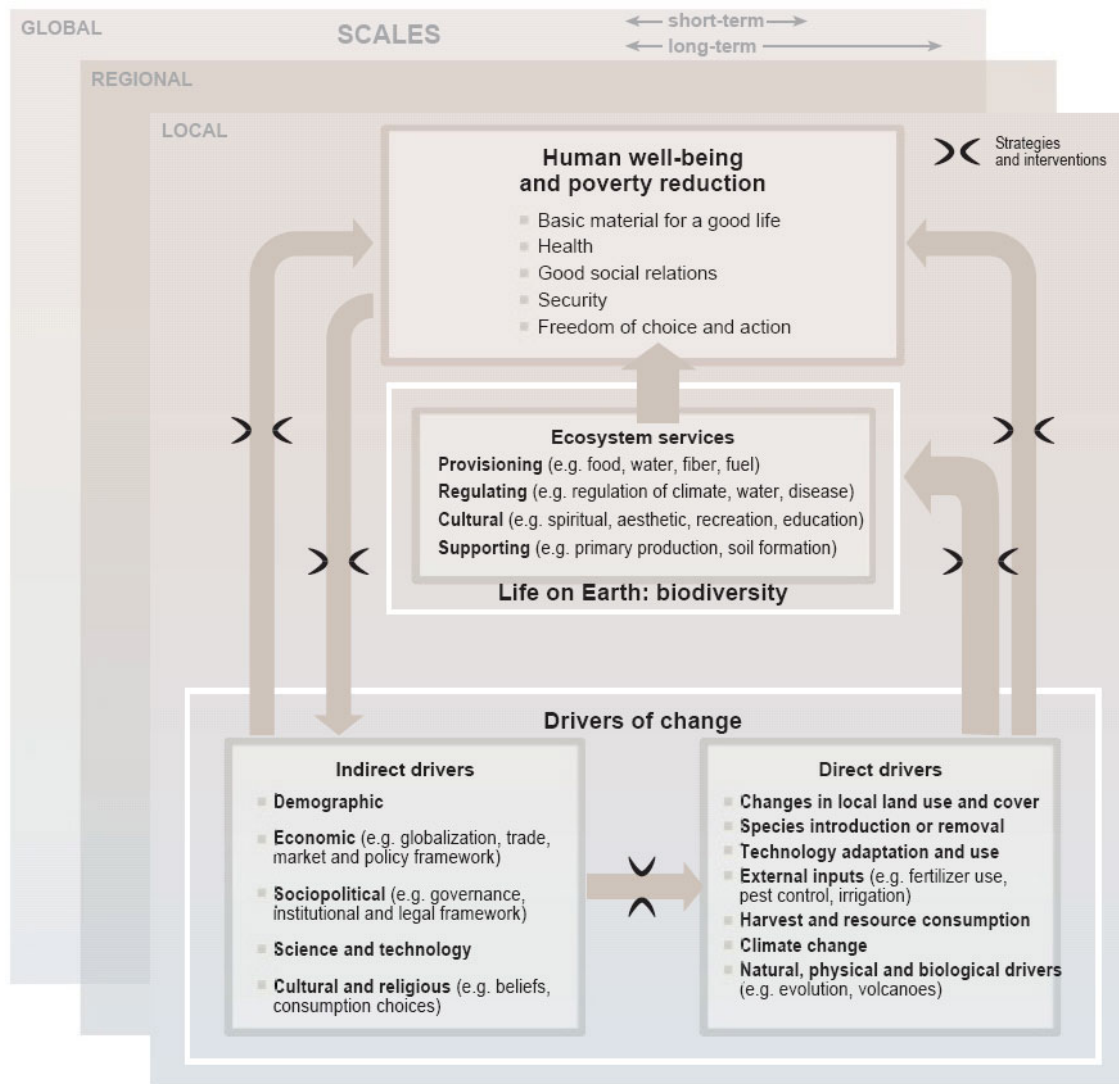 GLOBAL
SCALES
short-term
long-term
REGIONAL
LOCAL
Strategies
and interventions
Human well-being
and poverty reduction
Basic material for a good life
Health
Good social relations
Security
Freedom of choice and action
Ecosystem services
Provisioning (e.g. food, water, fiber, fuel)
Regulating (e.g. regulation of climate, water, disease)
Cultural (e.g. spiritual, aesthetic, recreation, education)
Supporting (e.g. primary production, soil formation)
Life on Earth: biodiversity
Drivers of change
Indirect drivers
Demographic
Economic (e.g. globalization, trade,
market and policy framework)
Sociopolitical (e.g. governance,
institutional and legal framework)
Science and technology
Cultural and religious (e.g. beliefs,
consumption choices)
Direct drivers
Changes in local land use and cover
Species introduction or removal
Technology adaptation and use
External inputs (e.g. fertilizer use,
pest control, irrigation)
Harvest and resource consumption
Climate change
Natural, physical and biological drivers
(e.g. evolution, volcanoes)